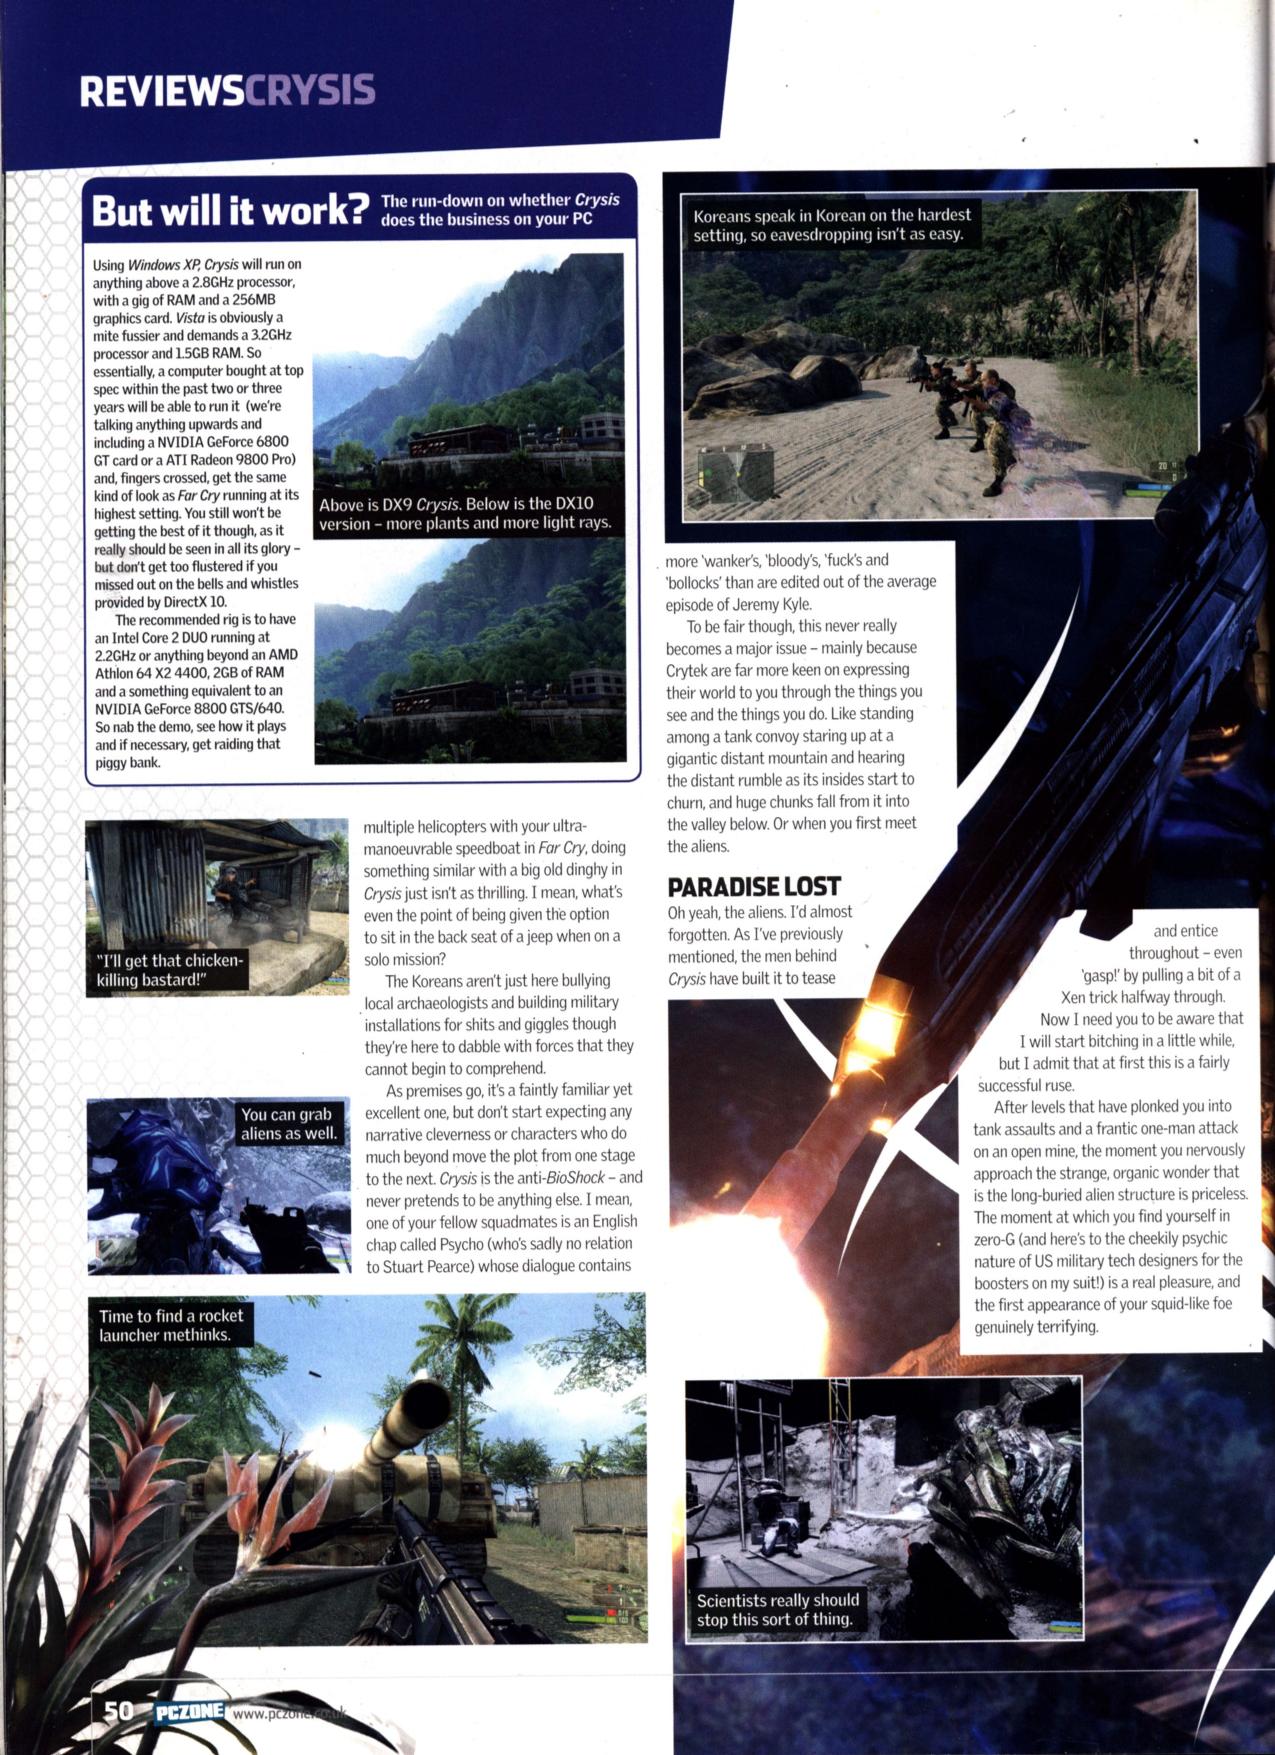 REVIEWSCRYSIS
But will it work?
The run-down on whether Crysis
does the business on your PC
Using Windows XP, Crysis will run on
anything above a 2.8GHz processor,
with a gig of RAM and a 256MB
graphics card. Vista is obviously a
mite fussier and demands a 3.2GHz
processor and 1.5GB RAM. So
essentially, a computer bought at top
spec within the past two or three
years will be able to run it (we're
talking anything upwards and
including a NVIDIA GeForce 6800
GT card or a ATI Radeon 9800 Pro)
and, fingers crossed, get the same
kind of look as Far Cry running at its
highest setting. You still won't be
getting the best of it though, as it
really should be seen in all its glory –
but don't get too flustered if you
missed out on the bells and whistles
provided by DirectX 10.
The recommended rig is to have
an Intel Core 2 DUO running at
2.2GHz or anything beyond an AMD
Athlon 64 X2 4400, 2GB of RAM
and a something equivalent to an
NVIDIA GeForce 8800 GTS/640.
So nab the demo, see how it plays
and if necessary, get raiding that
piggy bank.
Above is DX9 Crysis. Below is the DX10
version – more plants and more light rays.
"I'll get that chicken-
killing bastard!"
You can grab
aliens as well.
multiple helicopters with your ultra-
manoeuvrable speedboat in Far Cry, doing
something similar with a big old dinghy in
Crysis just isn't as thrilling. I mean, what's
even the point of being given the option
to sit in the back seat of a jeep when on a
solo mission?
The Koreans aren't just here bullying
local archaeologists and building military
installations for shits and giggles though
they're here to dabble with forces that they
cannot begin to comprehend.
As premises go, it's a faintly familiar yet
excellent one, but don't start expecting any
narrative cleverness or characters who do
much beyond move the plot from one stage
to the next. Crysis is the anti-BioShock – and
never pretends to be anything else. I mean,
one of your fellow squadmates is an English
chap called Psycho (who's sadly no relation
to Stuart Pearce) whose dialogue contains
Time to find a rocket
launcher methinks.
Koreans speak in Korean on the hardest
setting, so eavesdropping isn't as easy.
more 'wanker's, 'bloody's, 'fuck's and
'bollocks' than are edited out of the average
episode of Jeremy Kyle.
To be fair though, this never really
becomes a major issue – mainly because
Crytek are far more keen on expressing
their world to you through the things you
see and the things you do. Like standing
among a tank convoy staring up at a
gigantic distant mountain and hearing
the distant rumble as its insides start to
churn, and huge chunks fall from it into
the valley below. Or when you first meet
the aliens.
PARADISE LOST
Oh yeah, the aliens. I'd almost
forgotten. As I've previously
mentioned, the men behind
Crysis have built it to tease
and entice
throughout – even
'gasp!' by pulling a bit of a
Xen trick halfway through.
Now I need you to be aware that
I will start bitching in a little while,
but I admit that at first this is a fairly
successful ruse.
After levels that have plonked you into
tank assaults and a frantic one-man attack
on an open mine, the moment you nervously
approach the strange, organic wonder that
is the long-buried alien structure is priceless.
The moment at which you find yourself in
zero-G (and here's to the cheekily psychic
nature of US military tech designers for the
boosters on my suit!) is a real pleasure, and
the first appearance of your squid-like foe
genuinely terrifying.
Scientists really should
stop this sort of thing.
50 PCZONE www.pczone.co.uk